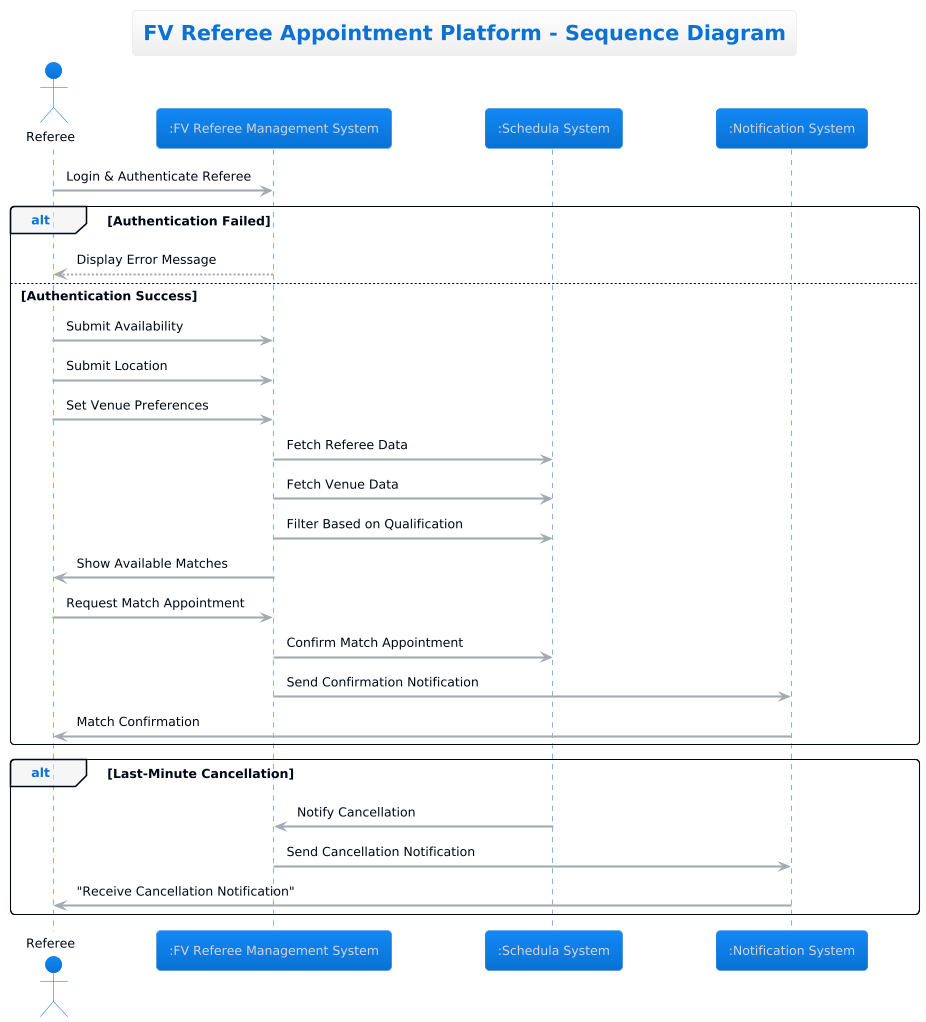 FV Referee Appointment Platform - Sequence Diagram
Referee
:FV Referee Management System
:Schedula System
:Notification System
Login & Authenticate Referee
alt
[Authentication Failed]
Display Error Message
[Authentication Success]
Submit Availability
Submit Location
Set Venue Preferences
Fetch Referee Data
Fetch Venue Data
Filter Based on Qualification
Show Available Matches
Request Match Appointment
Confirm Match Appointment
Send Confirmation Notification
Match Confirmation
alt
[Last-Minute Cancellation]
Notify Cancellation
Send Cancellation Notification
"Receive Cancellation Notification"
Referee
:FV Referee Management System
:Schedula System
:Notification System